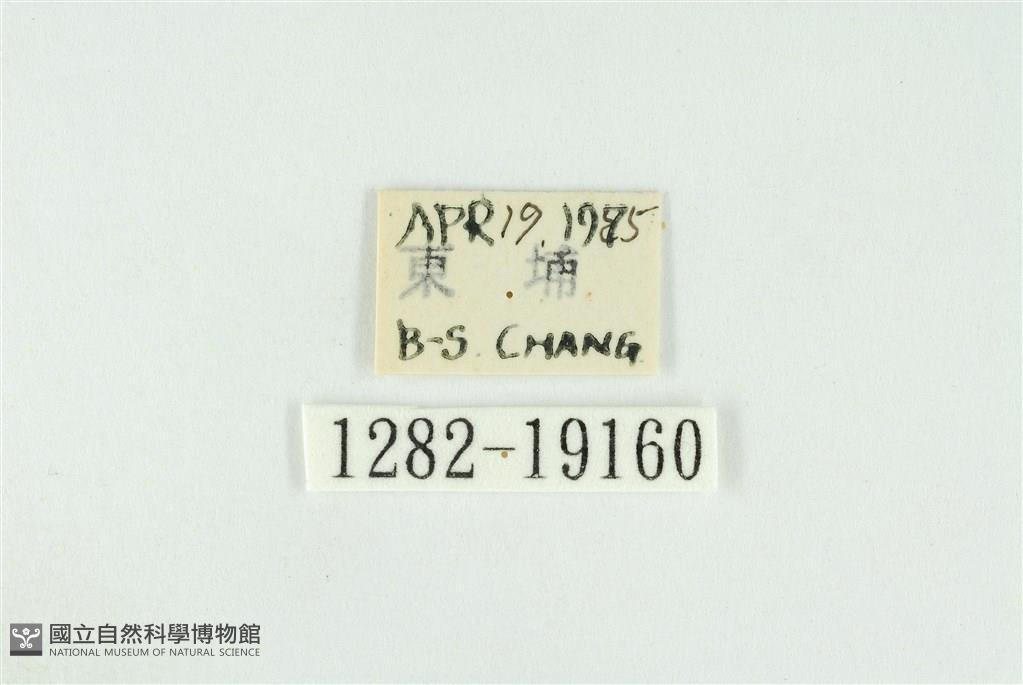 APR 19, 1985
東 埔
B-S. CHANG
1282-19160
國立自然科學博物館
NATIONAL MUSEUM OF NATURAL SCIENCE